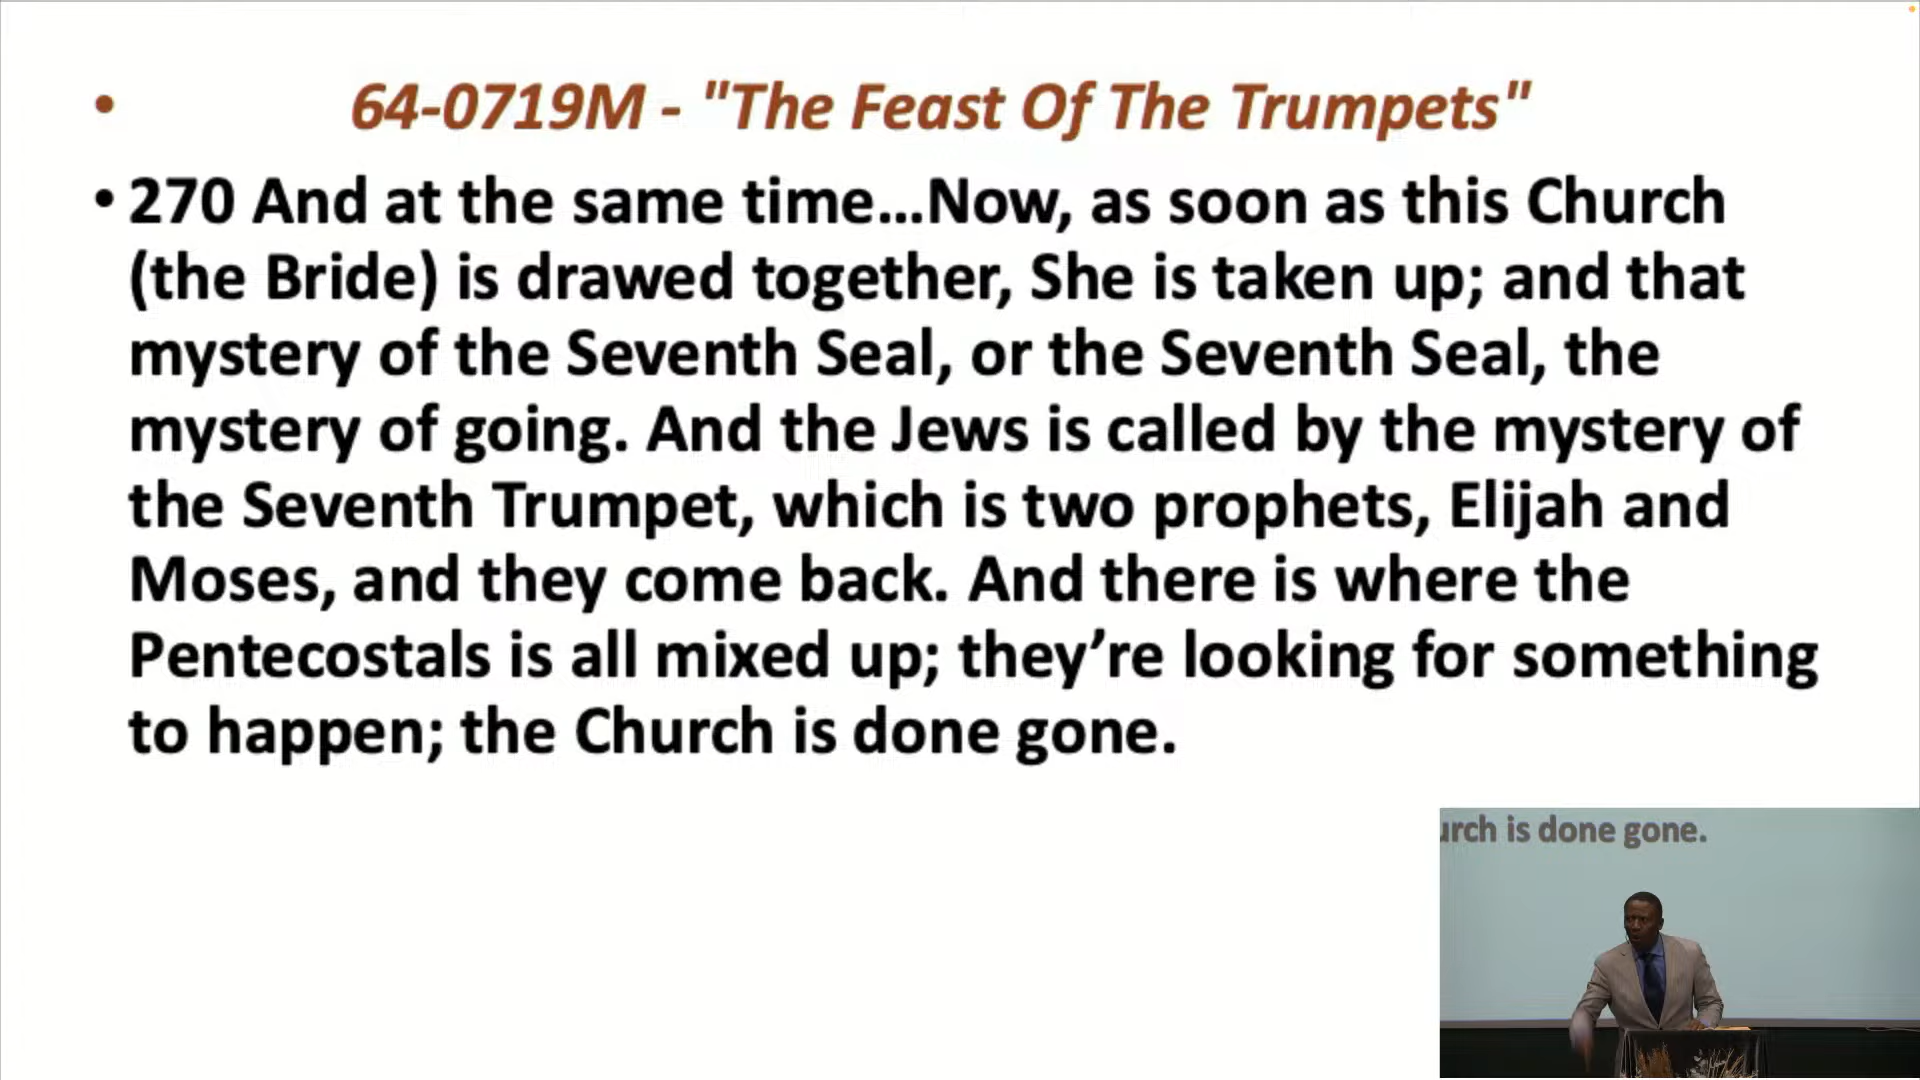 • 64-0719M - "The Feast Of The Trumpets"
• 270 And at the same time…Now, as soon as this Church
(the Bride) is drawed together, She is taken up; and that
mystery of the Seventh Seal, or the Seventh Seal, the
mystery of going. And the Jews is called by the mystery of
the Seventh Trumpet, which is two prophets, Elijah and
Moses, and they come back. And there is where the
Pentecostals is all mixed up; they’re looking for something
to happen; the Church is done gone.
urch is done gone.